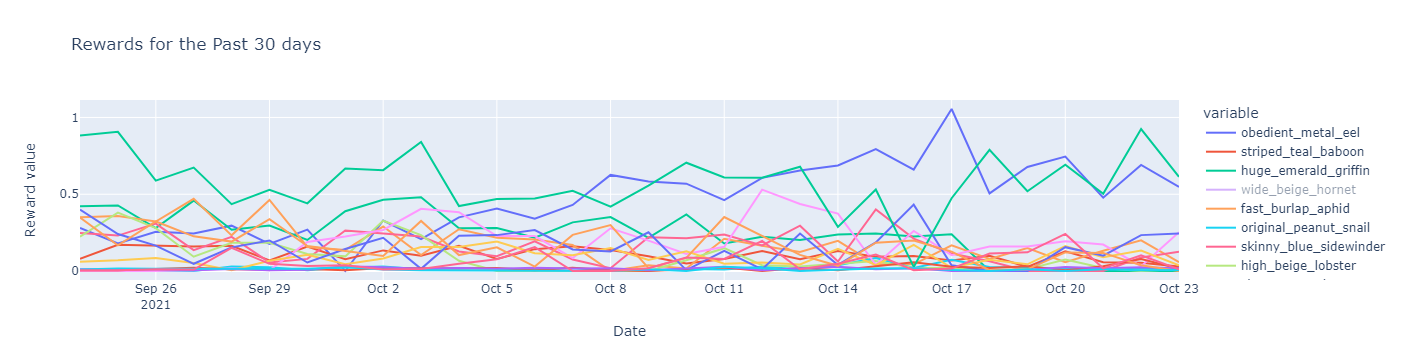 Rewards for the Past 30 days
1
0.5
0
Reward value
Sep 26
2021
Sep 29
Oct 2
Oct 5
Oct 8
Oct 11
Oct 14
Oct 17
Oct 20
Oct 23
Date
variable
obedient_metal_eel
striped_teal_baboon
huge_emerald_griffin
wide_beige_hornet
fast_burlap_aphid
original_peanut_snail
skinny_blue_sidewinder
high_beige_lobster